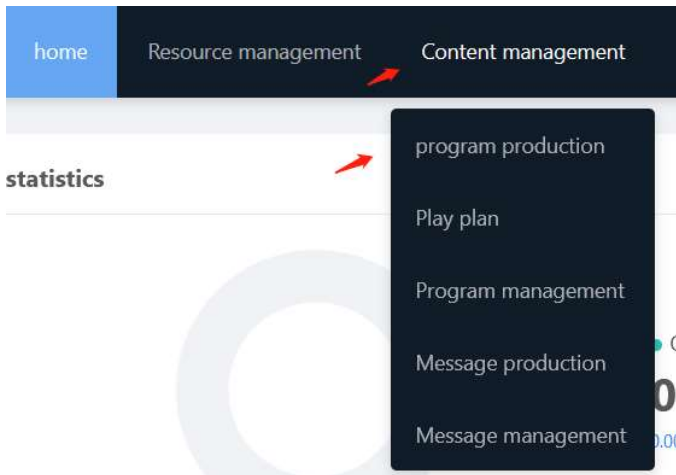 home Resource management Content management
program production
statistics
Play plan
Program management
Message production
Message management